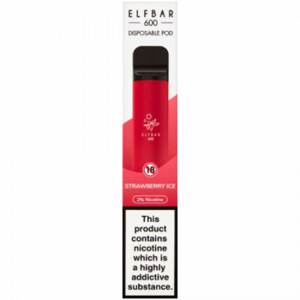 ELFBAR
600
DISPOSABLE POD
ELFBAR
600
18
STRAWBERRY ICE
2% Nicotine
This
product
contains
nicotine
which is
a highly
addictive
substance.